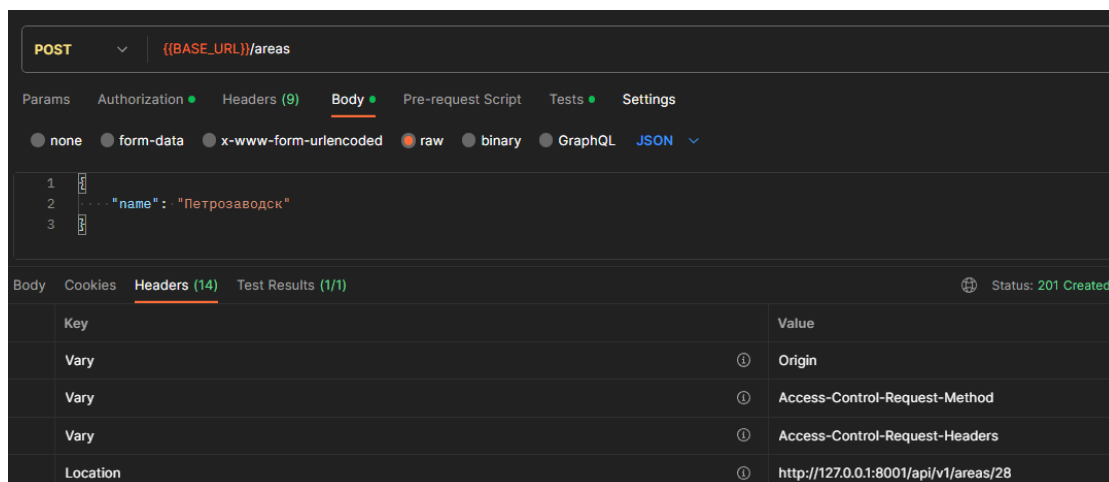 POST {{BASE_URL}}/areas
Params Authorization Headers (9) Body Pre-request Script Tests Settings
none form-data x-www-form-urlencoded raw binary GraphQL JSON
1 {
2 ····"name":·"Петрозаводск"
3 }
Body Cookies Headers (14) Test Results (1/1) Status: 201 Created
Key Value
Vary Origin
Vary Access-Control-Request-Method
Vary Access-Control-Request-Headers
Location http://127.0.0.1:8001/api/v1/areas/28